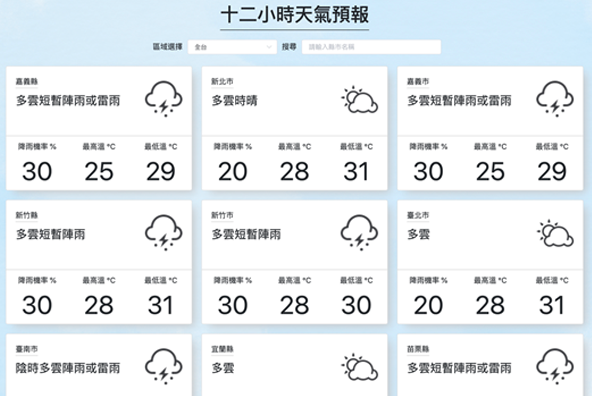 十二小時天氣預報
區域選擇 全台 搜尋 請輸入縣市名稱
嘉義縣
多雲短暫陣雨或雷雨
降雨機率 % 最高溫 °C 最低溫 °C
30 25 29
新北市
多雲時晴
降雨機率 % 最高溫 °C 最低溫 °C
20 28 31
嘉義市
多雲短暫陣雨或雷雨
降雨機率 % 最高溫 °C 最低溫 °C
30 25 29
新竹縣
多雲短暫陣雨
降雨機率 % 最高溫 °C 最低溫 °C
30 28 31
新竹市
多雲短暫陣雨
降雨機率 % 最高溫 °C 最低溫 °C
30 28 30
臺北市
多雲
降雨機率 % 最高溫 °C 最低溫 °C
20 28 31
臺南市
陰時多雲陣雨或雷雨
宜蘭縣
多雲
苗栗縣
多雲短暫陣雨或雷雨